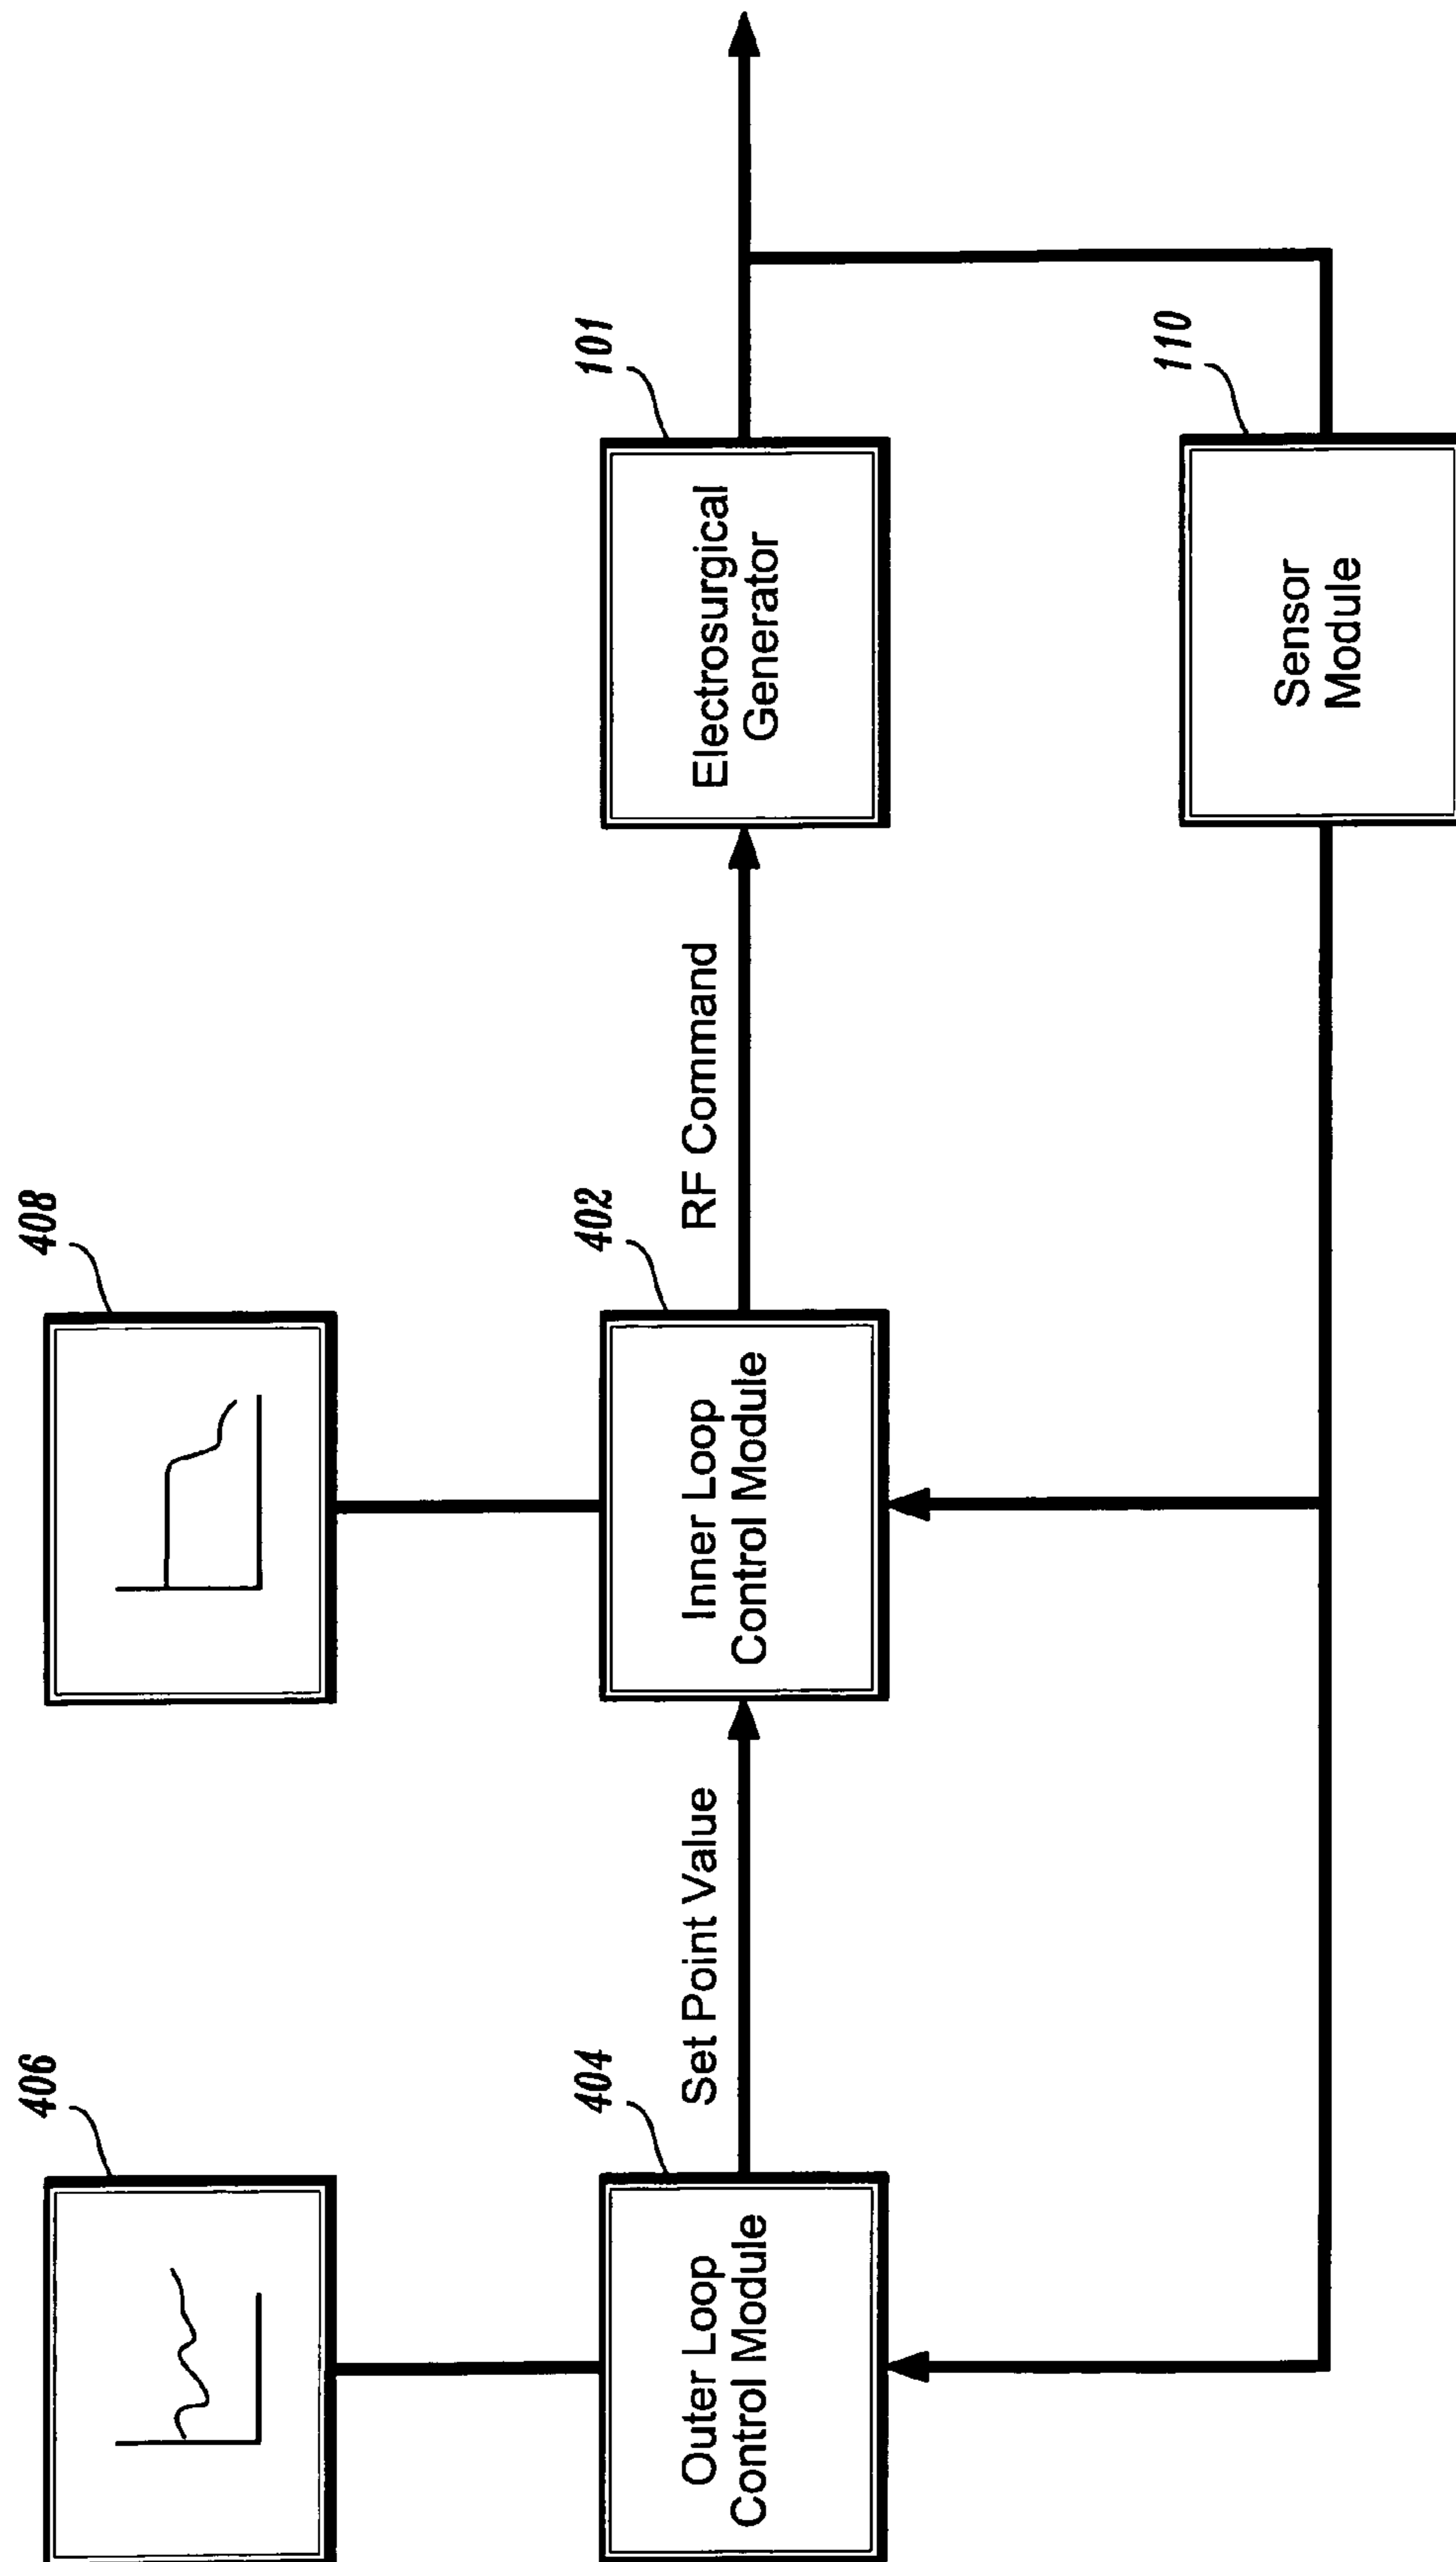 406
408
404
Outer Loop
Control Module
Set Point Value
402
Inner Loop
Control Module
RF Command
101
Electrosurgical
Generator
110
Sensor
Module